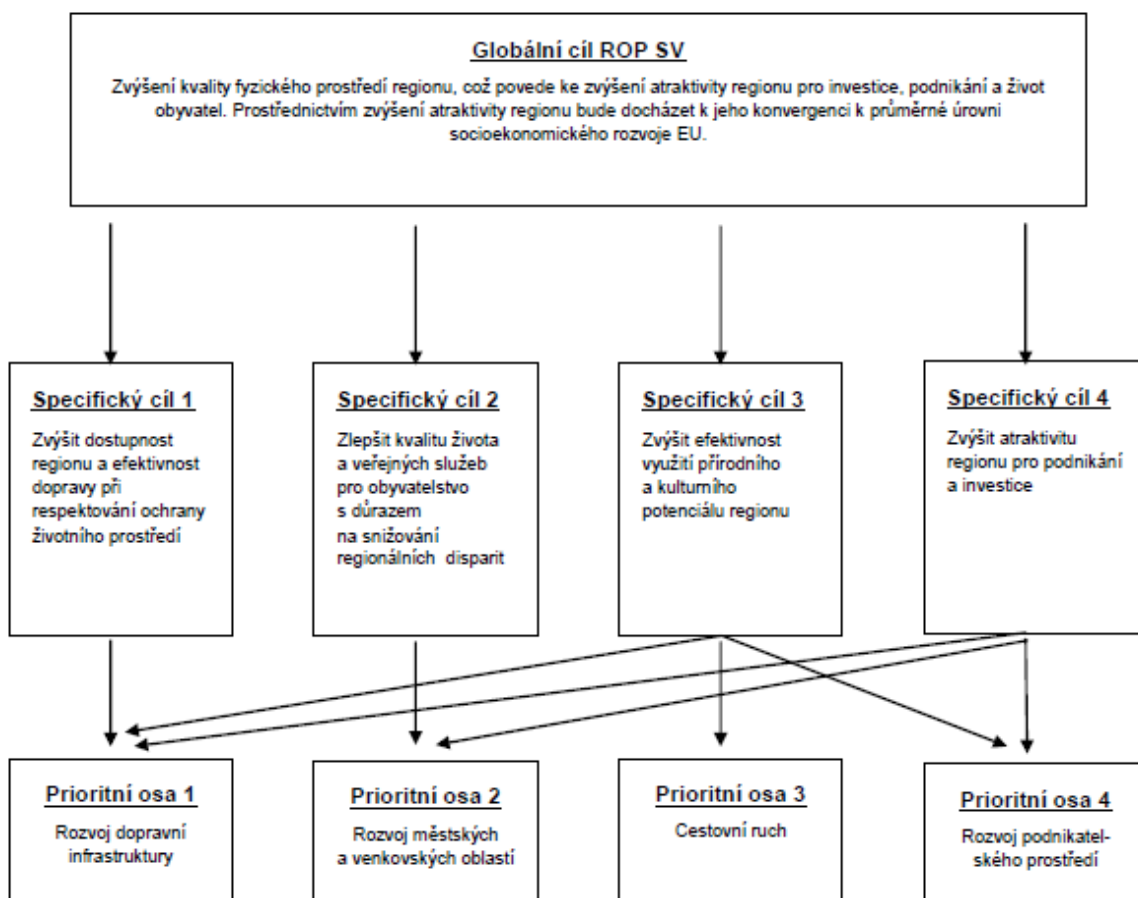 Globální cíl ROP SV
Zvýšení kvality fyzického prostředí regionu, což povede ke zvýšení atraktivity regionu pro investice, podnikání a život
obyvatel. Prostřednictvím zvýšení atraktivity regionu bude docházet k jeho konvergenci k průměrné úrovni
socioekonomického rozvoje EU.
Specifický cíl 1
Zvýšit dostupnost
regionu a efektivnost
dopravy při
respektování ochrany
životního prostředí
Specifický cíl 2
Zlepšit kvalitu života
a veřejných služeb
pro obyvatelstvo
s důrazem
na snižování
regionálních disparit
Specifický cíl 3
Zvýšit efektivnost
využití přírodního
a kulturního
potenciálu regionu
Specifický cíl 4
Zvýšit atraktivitu
regionu pro podnikání
a investice
Prioritní osa 1
Rozvoj dopravní
infrastruktury
Prioritní osa 2
Rozvoj městských
a venkovských oblastí
Prioritní osa 3
Cestovní ruch
Prioritní osa 4
Rozvoj podnikatel-
ského prostředí